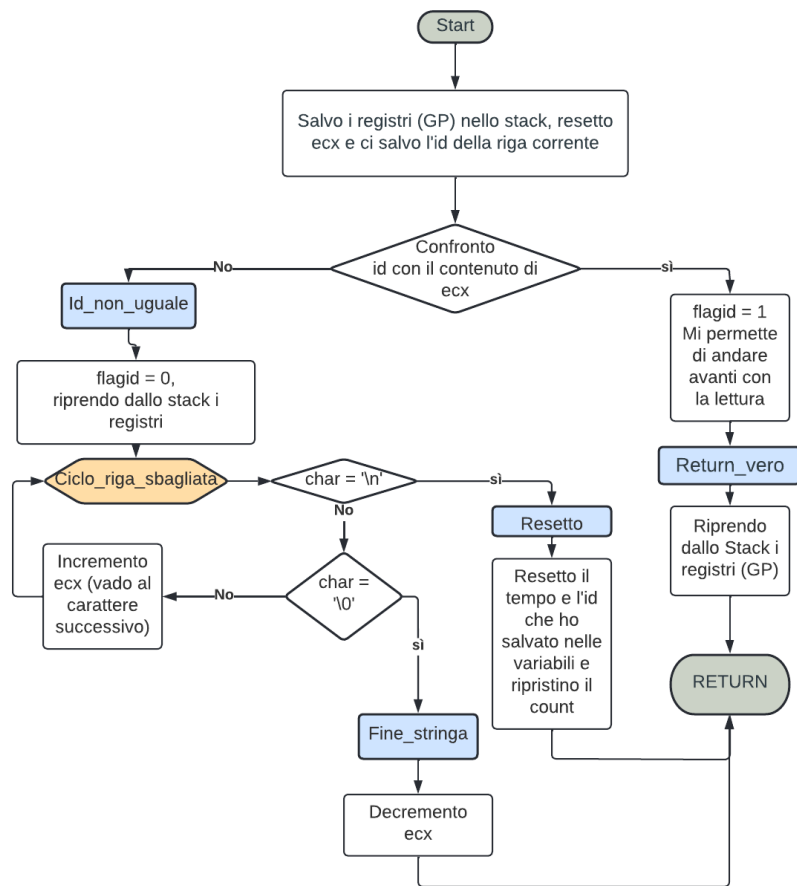 Start
Salvo i registri (GP) nello stack, resetto
ecx e ci salvo l'id della riga corrente
Confronto
id con il contenuto di
ecx
No
sì
Id_non_uguale
flagid = 1
Mi permette
di andare
avanti con
la lettura
flagid = 0,
riprendo dallo stack i
registri
Return_vero
Ciclo_riga_sbagliata
char = '\n'
sì
No
Resetto
Riprendo
dallo Stack i
registri (GP)
Incremento
ecx (vado al
carattere
successivo)
No
char =
'\0'
sì
Resetto il
tempo e l'id
che ho
salvato nelle
variabili e
ripristino il
count
RETURN
Fine_stringa
Decremento
ecx